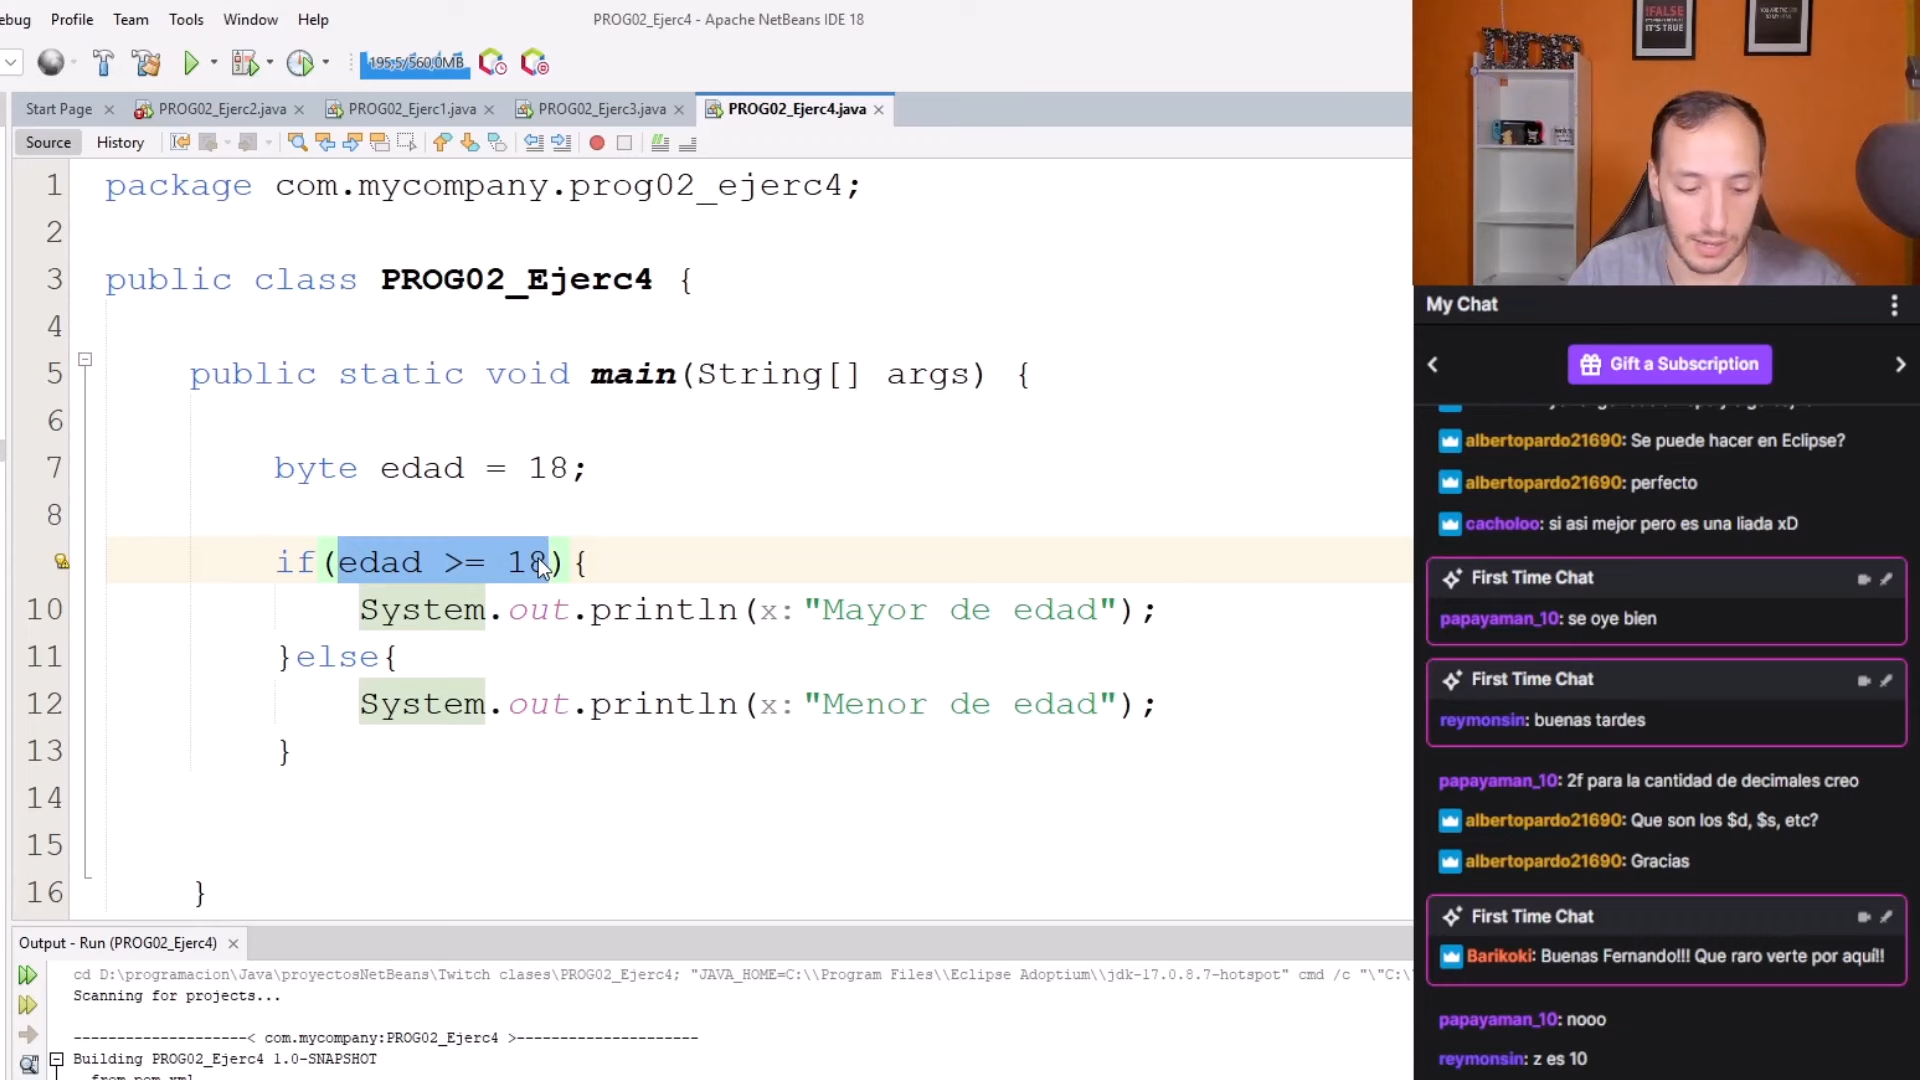 ebug Profile Team Tools Window Help
PROG02_Ejerc4 - Apache NetBeans IDE 18
195,5/560,0MB
Start Page
PROG02_Ejerc2.java
PROG02_Ejerc1.java
PROG02_Ejerc3.java
PROG02_Ejerc4.java
Source History
1 package com.mycompany.prog02_ejerc4;
2
3 public class PROG02_Ejerc4 {
4
5 public static void main(String[] args) {
6
7 byte edad = 18;
8
if(edad >= 18){
10 System.out.println(x: "Mayor de edad");
11 }else{
12 System.out.println(x: "Menor de edad");
13 }
14
15
16 }
Output - Run (PROG02_Ejerc4)
cd D:\programacion\Java\proyectosNetBeans\Twitch clases\PROG02_Ejerc4; "JAVA_HOME=C:\\Program Files\\Eclipse Adoptium\\jdk-17.0.8.7-hotspot" cmd /c "\"C:\
Scanning for projects...
--------------------< com.mycompany:PROG02_Ejerc4 >---------------------
Building PROG02_Ejerc4 1.0-SNAPSHOT
from pom.xml
!FALSE
IT'S TRUE
My Chat
Gift a Subscription
albertopardo21690: Se puede hacer en Eclipse?
albertopardo21690: perfecto
cacholoo: si asi mejor pero es una liada xD
First Time Chat
papayaman_10: se oye bien
First Time Chat
reymonsin: buenas tardes
papayaman_10: 2f para la cantidad de decimales creo
albertopardo21690: Que son los $d, $s, etc?
albertopardo21690: Gracias
First Time Chat
Barikoki: Buenas Fernando!!! Que raro verte por aquí!!
papayaman_10: nooo
reymonsin: z es 10